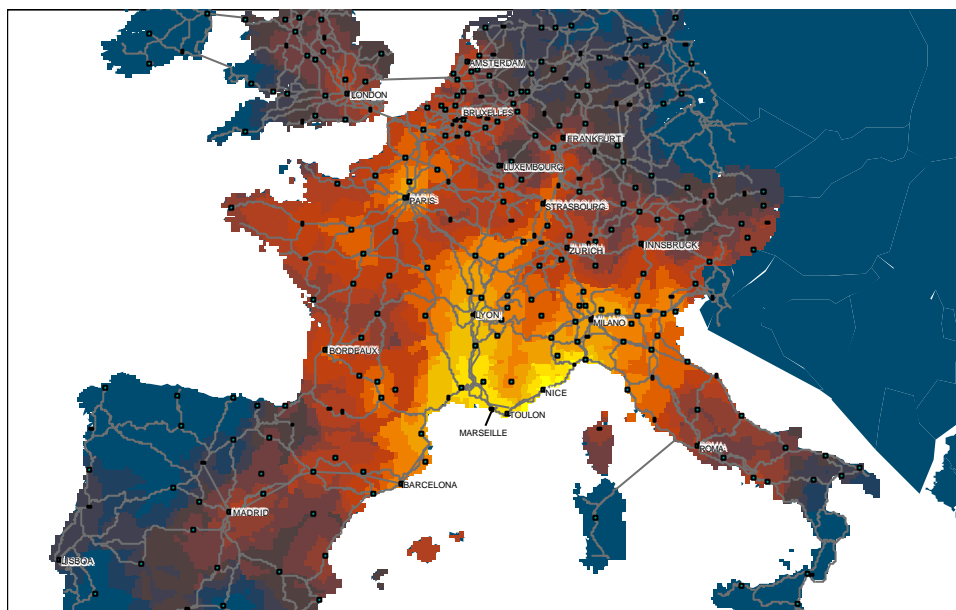 AMSTERDAM
LONDON
BRUXELLES
FRANKFURT
LUXEMBOURG
PARIS
STRASBOURG
ZURICH
INNSBRUCK
LYON
MILANO
BORDEAUX
NICE
TOULON
MARSEILLE
ROMA
BARCELONA
MADRID
LISBOA